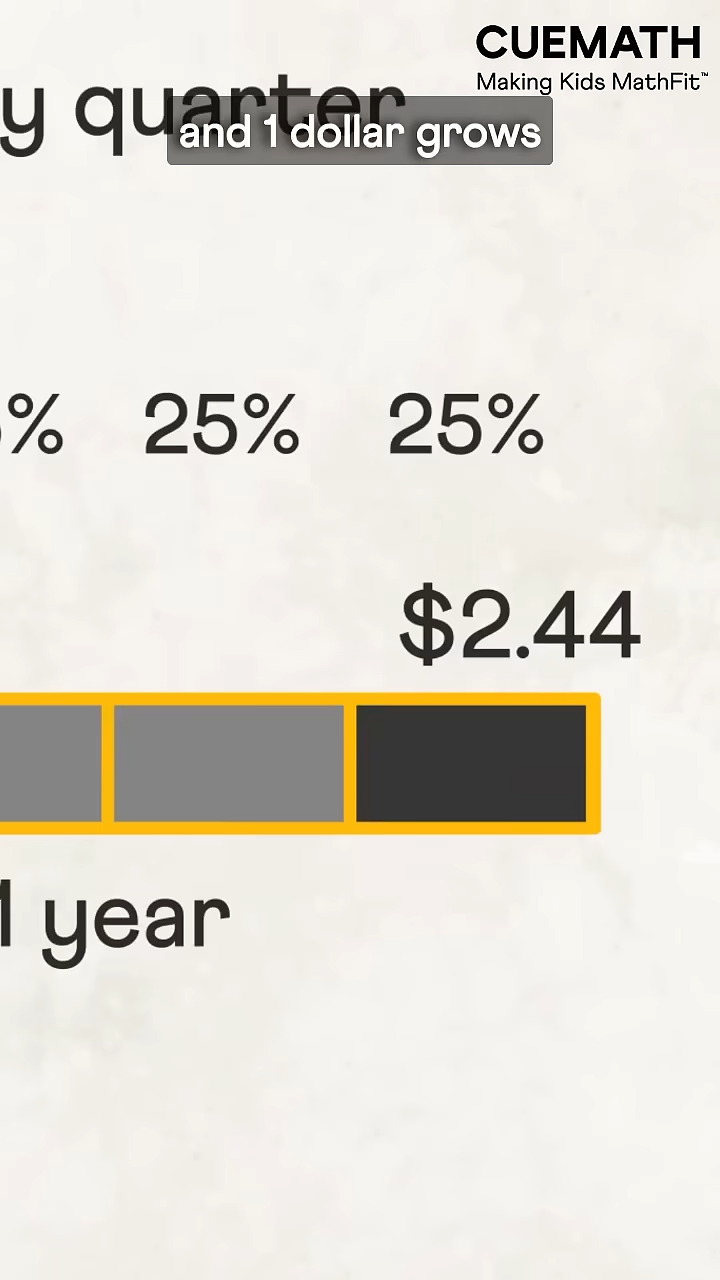 CUEMATH
Making Kids MathFit™
y quarter
and 1 dollar grows
% 25% 25%
$2.44
1 year